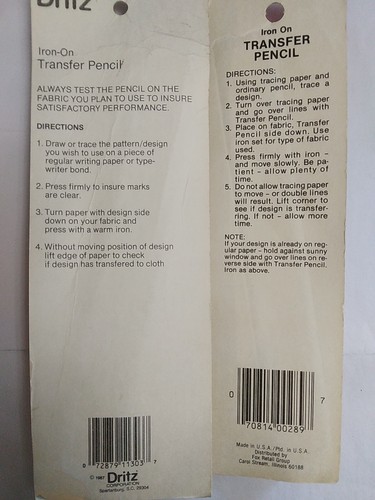 Dritz
Iron-On
Transfer Pencil
ALWAYS TEST THE PENCIL ON THE
FABRIC YOU PLAN TO USE TO INSURE
SATISFACTORY PERFORMANCE.
DIRECTIONS
1. Draw or trace the pattern/design
you wish to use on a piece of
regular writing paper or type-
writer bond.
2. Press firmly to insure marks
are clear.
3. Turn paper with design side
down on your fabric and
press with a warm iron.
4. Without moving position of design
lift edge of paper to check
if design has transfered to cloth
0 72879 11303 7
© 1987 Dritz
CORPORATION
Spartanburg, S.C. 29304
Iron On
TRANSFER
PENCIL
DIRECTIONS:
1. Using tracing paper and
ordinary pencil, trace a
design.
2. Turn over tracing paper
and go over lines with
Transfer Pencil.
3. Place on fabric, Transfer
Pencil side down. Use
iron set for type of fabric
used.
4. Press firmly with iron –
and move slowly. Be pa-
tient – allow plenty of
time.
5. Do not allow tracing paper
to move – or double lines
will result. Lift corner to
see if design is transfer-
ring. If not – allow more
time.
NOTE:
If your design is already on reg-
ular paper – hold against sunny
window and go over lines on re-
verse side with Transfer Pencil.
Iron as above.
0 70814 00289 7
Made in U.S.A./Ptd. in U.S.A.
Distributed by
Fox Retail Group
Carol Stream, Illinois 60188